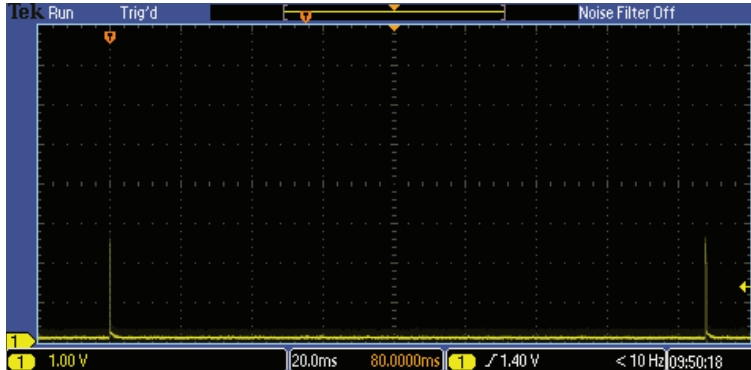 Tek Run Trig'd Noise Filter Off
T
T
1
1 1.00 V 20.0ms 80.0000ms 1 1.40 V < 10 Hz 09:50:18